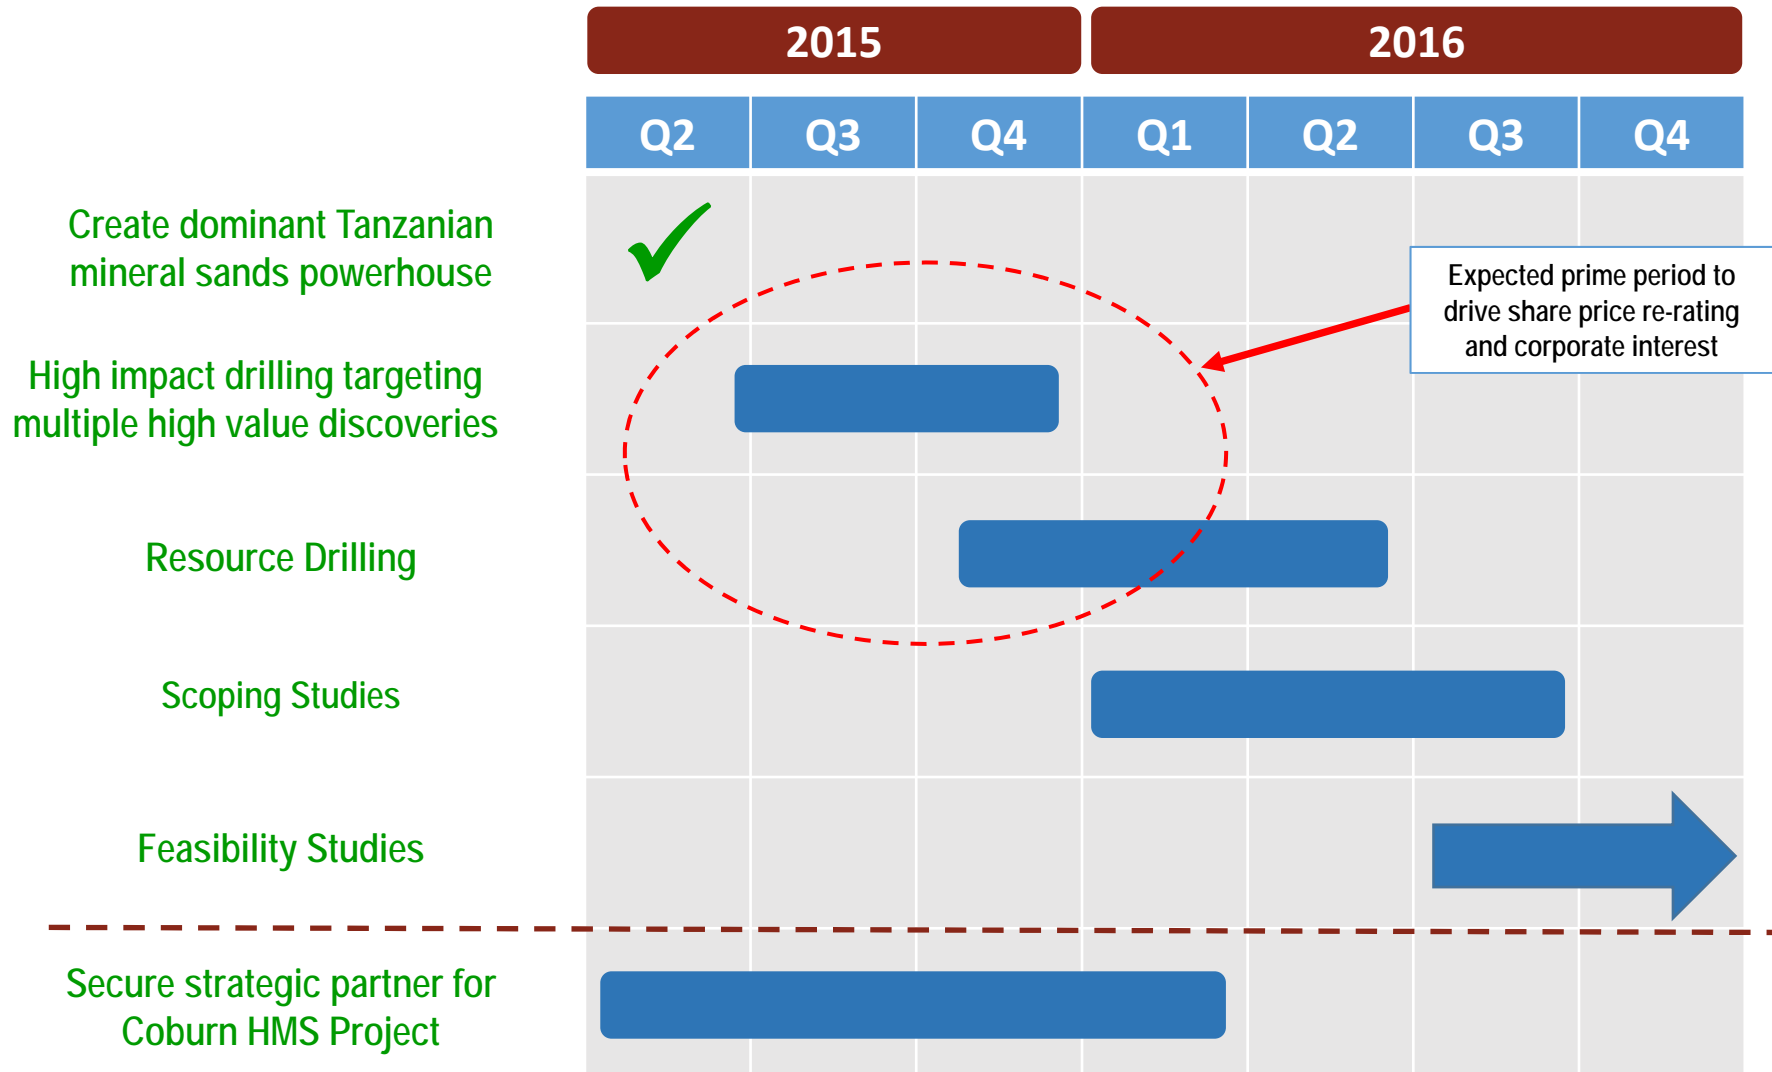 2015
2016
Q2
Q3
Q4
Q1
Q2
Q3
Q4
Create dominant Tanzanian
mineral sands powerhouse
Expected prime period to
drive share price re-rating
and corporate interest
High impact drilling targeting
multiple high value discoveries
Resource Drilling
Scoping Studies
Feasibility Studies
Secure strategic partner for
Coburn HMS Project